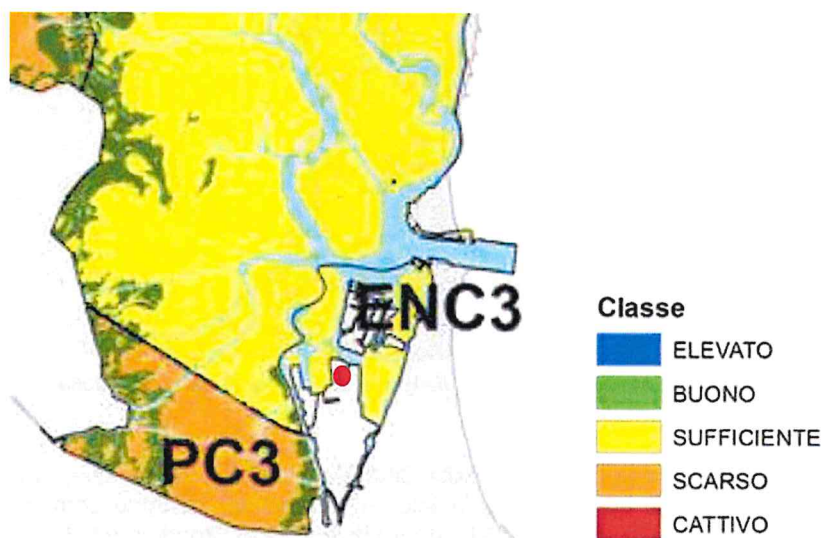 ENC3
PC3
Classe
ELEVATO
BUONO
SUFFICIENTE
SCARSO
CATTIVO